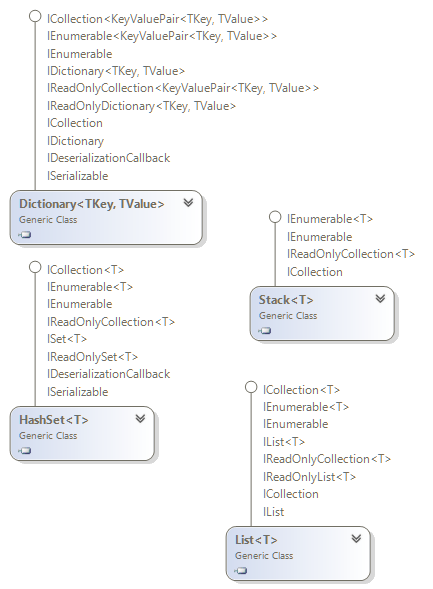 ICollection<KeyValuePair<TKey, TValue>>
IEnumerable<KeyValuePair<TKey, TValue>>
IEnumerable
IDictionary<TKey, TValue>
IReadOnlyCollection<KeyValuePair<TKey, TValue>>
IReadOnlyDictionary<TKey, TValue>
ICollection
IDictionary
IDeserializationCallback
ISerializable
Dictionary<TKey, TValue>
Generic Class
IEnumerable<T>
IEnumerable
IReadOnlyCollection<T>
ICollection
Stack<T>
Generic Class
ICollection<T>
IEnumerable<T>
IEnumerable
IReadOnlyCollection<T>
ISet<T>
IReadOnlySet<T>
IDeserializationCallback
ISerializable
HashSet<T>
Generic Class
ICollection<T>
IEnumerable<T>
IEnumerable
IList<T>
IReadOnlyCollection<T>
IReadOnlyList<T>
ICollection
IList
List<T>
Generic Class